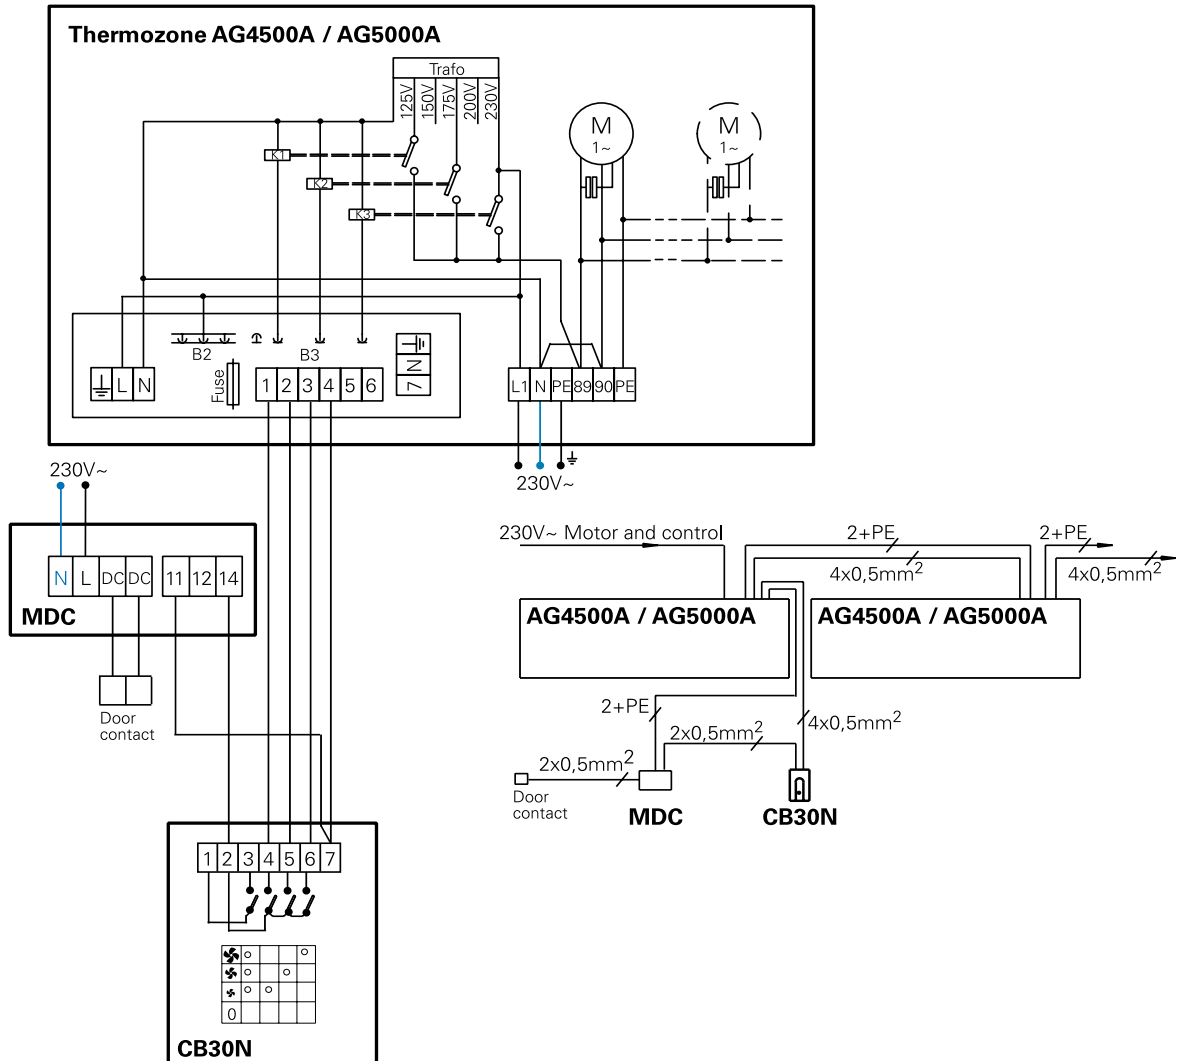 Thermozone AG4500A / AG5000A
Trafo
125V
150V
175V
200V
230V
M
1~
M
1~
K1
K2
K3
B2
B3
Fuse
L N
1 2 3 4 5 6
7 N
L1 N PE 89 90 PE
230V~
230V~
N L DC DC 11 12 14
MDC
Door
contact
1 2 3 4 5 6 7
0
CB30N
230V~ Motor and control
2+PE
2+PE
4x0,5mm2
4x0,5mm2
AG4500A / AG5000A
AG4500A / AG5000A
2+PE
2x0,5mm2
4x0,5mm2
2x0,5mm2
Door
contact
MDC
CB30N